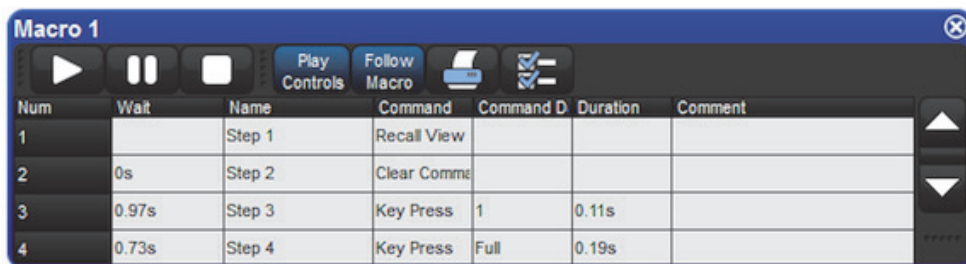 Macro 1
Play Controls Follow Macro
Num Wait Name Command Command D Duration Comment
1 Step 1 Recall View
2 0s Step 2 Clear Comma
3 0.97s Step 3 Key Press 1 0.11s
4 0.73s Step 4 Key Press Full 0.19s